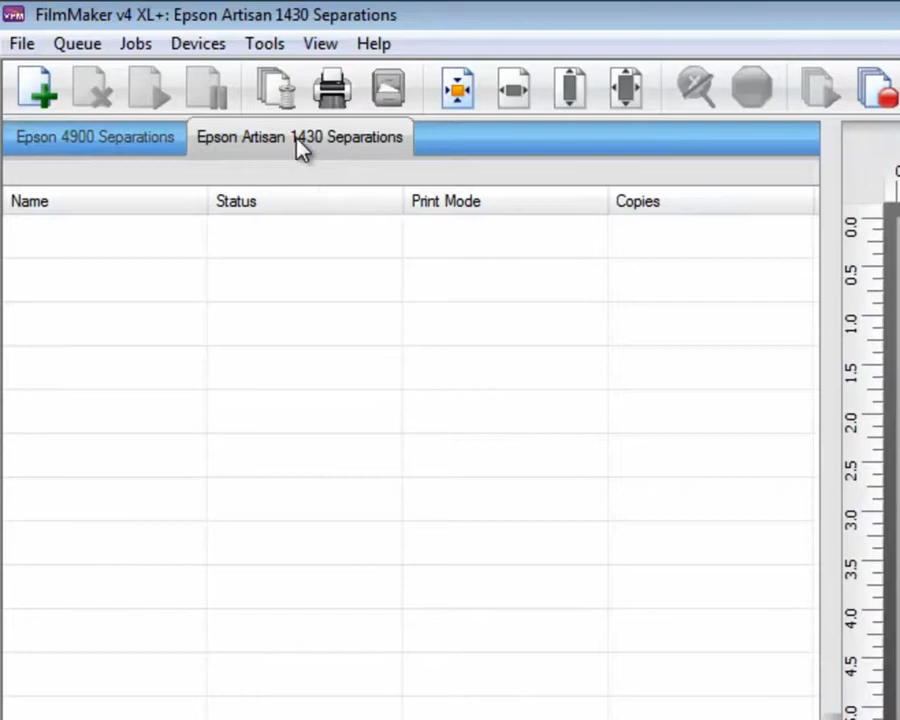 VPM FilmMaker v4 XL+: Epson Artisan 1430 Separations
File Queue Jobs Devices Tools View Help
Epson 4900 Separations Epson Artisan 1430 Separations
Name Status Print Mode Copies
0
0.0
0.5
1.0
1.5
2.0
2.5
3.0
3.5
4.0
4.5